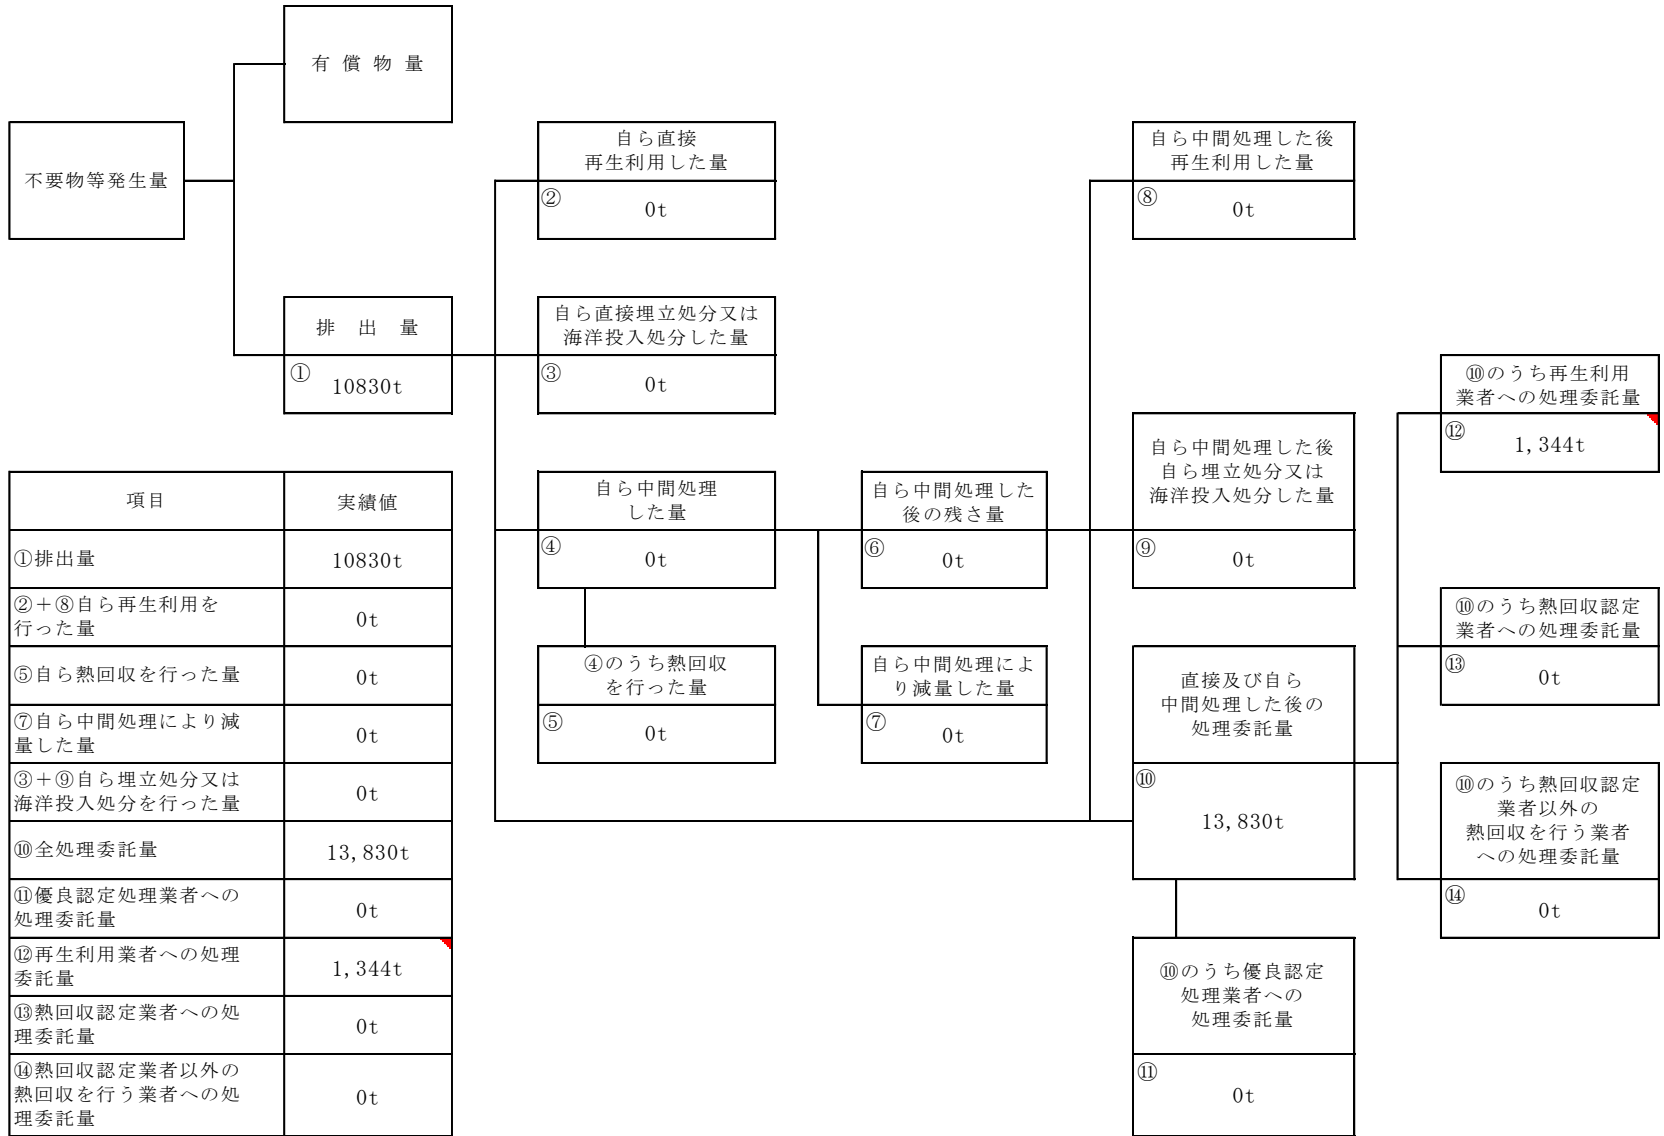 有 償 物 量
不要物等発生量
排 出 量
①
10830t
自ら直接
再生利用した量
②
0t
自ら直接埋立処分又は
海洋投入処分した量
③
0t
自ら中間処理
した量
④
0t
④のうち熱回収
を行った量
⑤
0t
自ら中間処理した
後の残さ量
⑥
0t
自ら中間処理によ
り減量した量
⑦
0t
自ら中間処理した後
再生利用した量
⑧
0t
自ら中間処理した後
自ら埋立処分又は
海洋投入処分した量
⑨
0t
直接及び自ら
中間処理した後の
処理委託量
⑩
13,830t
⑩のうち優良認定
処理業者への
処理委託量
⑪
0t
⑩のうち再生利用
業者への処理委託量
⑫
1,344t
⑩のうち熱回収認定
業者への処理委託量
⑬
0t
⑩のうち熱回収認定
業者以外の
熱回収を行う業者
への処理委託量
⑭
0t
項目 実績値
①排出量 10830t
②＋⑧自ら再生利用を
行った量
0t
⑤自ら熱回収を行った量 0t
⑦自ら中間処理により減
量した量
0t
③＋⑨自ら埋立処分又は
海洋投入処分を行った量
0t
⑩全処理委託量 13,830t
⑪優良認定処理業者への
処理委託量
0t
⑫再生利用業者への処理
委託量
1,344t
⑬熱回収認定業者への処
理委託量
0t
⑭熱回収認定業者以外の
熱回収を行う業者への処
理委託量
0t